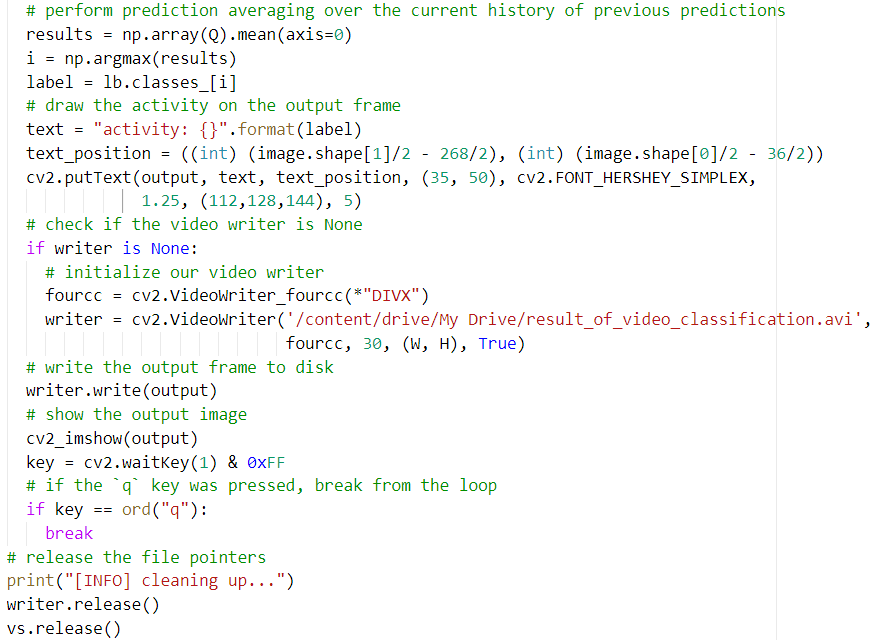 # perform prediction averaging over the current history of previous predictions
results = np.array(Q).mean(axis=0)
i = np.argmax(results)
label = lb.classes_[i]
# draw the activity on the output frame
text = "activity: {}".format(label)
text_position = ((int) (image.shape[1]/2 - 268/2), (int) (image.shape[0]/2 - 36/2))
cv2.putText(output, text, text_position, (35, 50), cv2.FONT_HERSHEY_SIMPLEX,
1.25, (112,128,144), 5)
# check if the video writer is None
if writer is None:
# initialize our video writer
fourcc = cv2.VideoWriter_fourcc(*"DIVX")
writer = cv2.VideoWriter('/content/drive/My Drive/result_of_video_classification.avi',
fourcc, 30, (W, H), True)
# write the output frame to disk
writer.write(output)
# show the output image
cv2_imshow(output)
key = cv2.waitKey(1) & 0xFF
# if the `q` key was pressed, break from the loop
if key == ord("q"):
break
# release the file pointers
print("[INFO] cleaning up...")
writer.release()
vs.release()